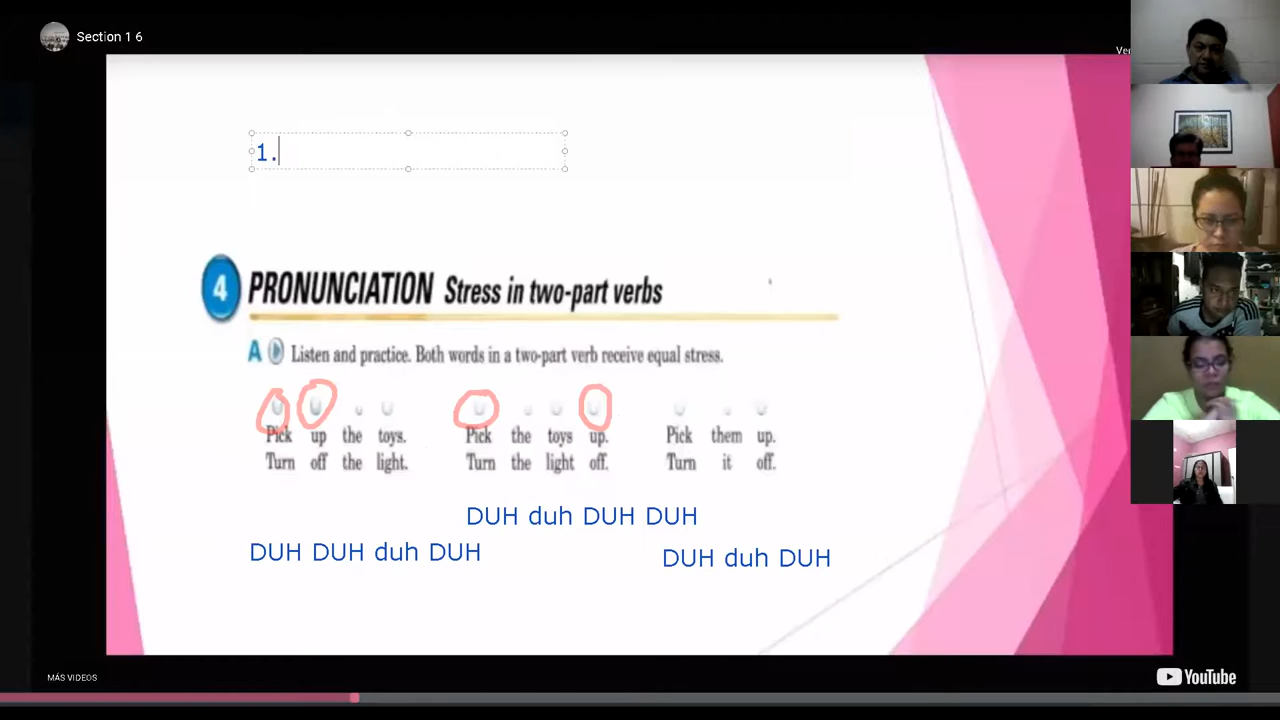 Section 1 6
Ver
1.
4 PRONUNCIATION Stress in two-part verbs
A Listen and practice. Both words in a two-part verb receive equal stress.
Pick up the toys. Pick the toys up. Pick them up.
Turn off the light. Turn the light off. Turn it off.
DUH duh DUH DUH
DUH DUH duh DUH DUH duh DUH
MÁS VIDEOS
YouTube